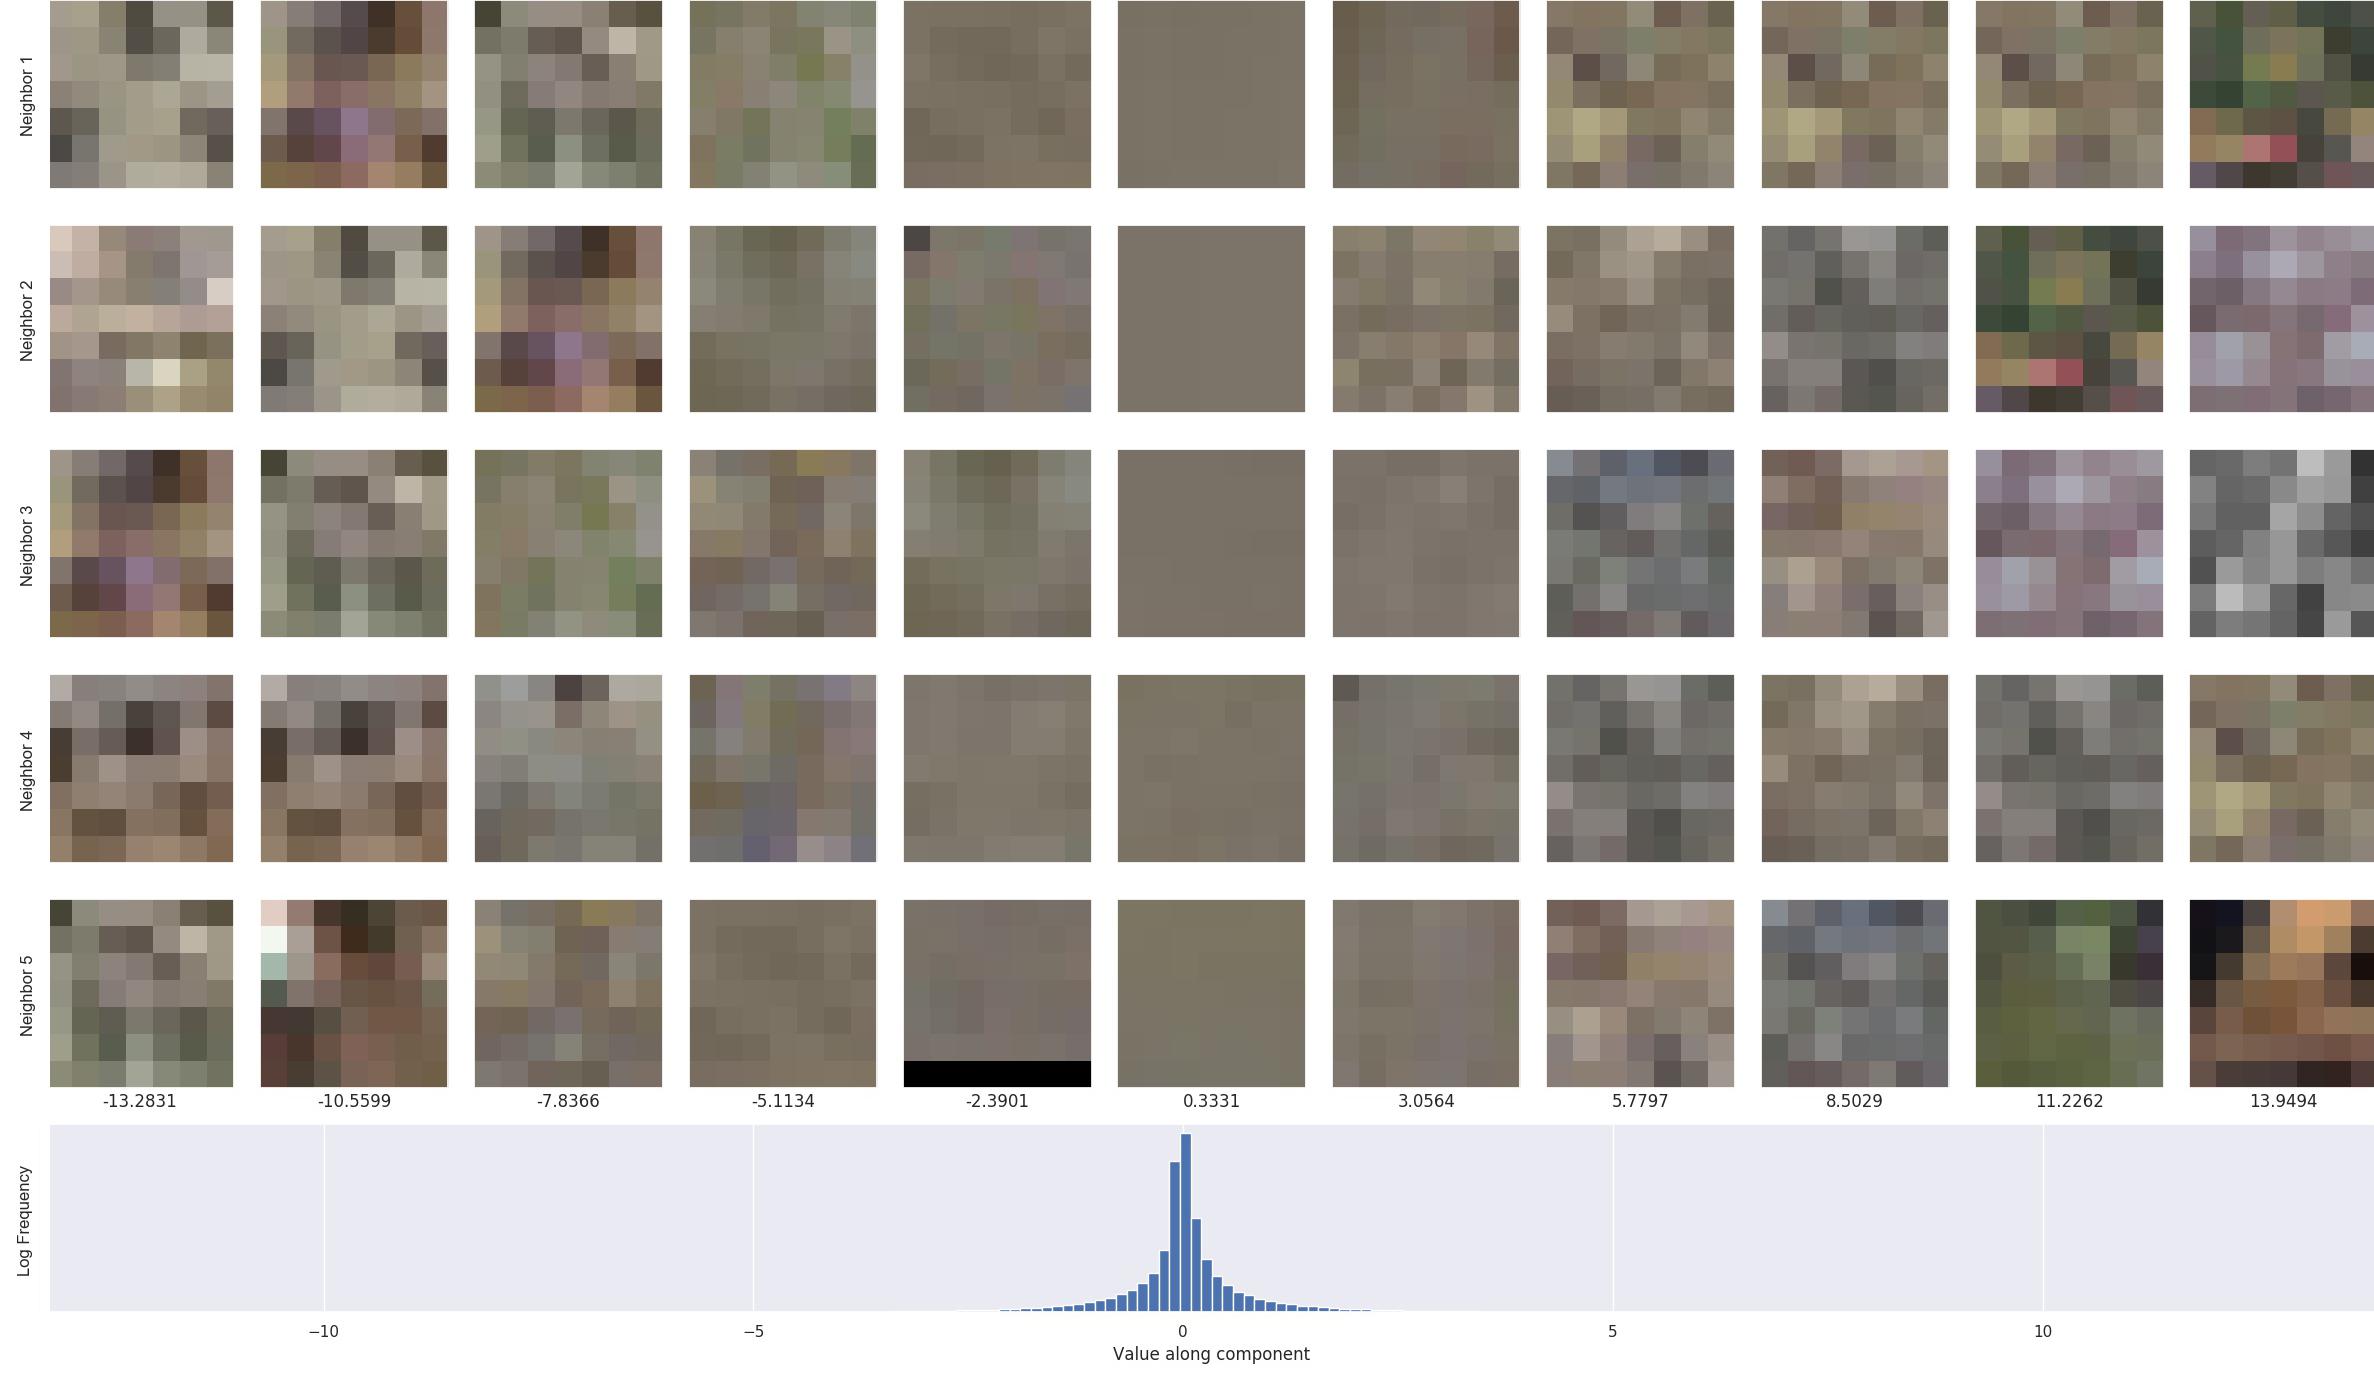 Neighbor 1
Neighbor 2
Neighbor 3
Neighbor 4
Neighbor 5
-13.2831 -10.5599 -7.8366 -5.1134 -2.3901 0.3331 3.0564 5.7797 8.5029 11.2262 13.9494
Log Frequency
−10 −5 0 5 10
Value along component